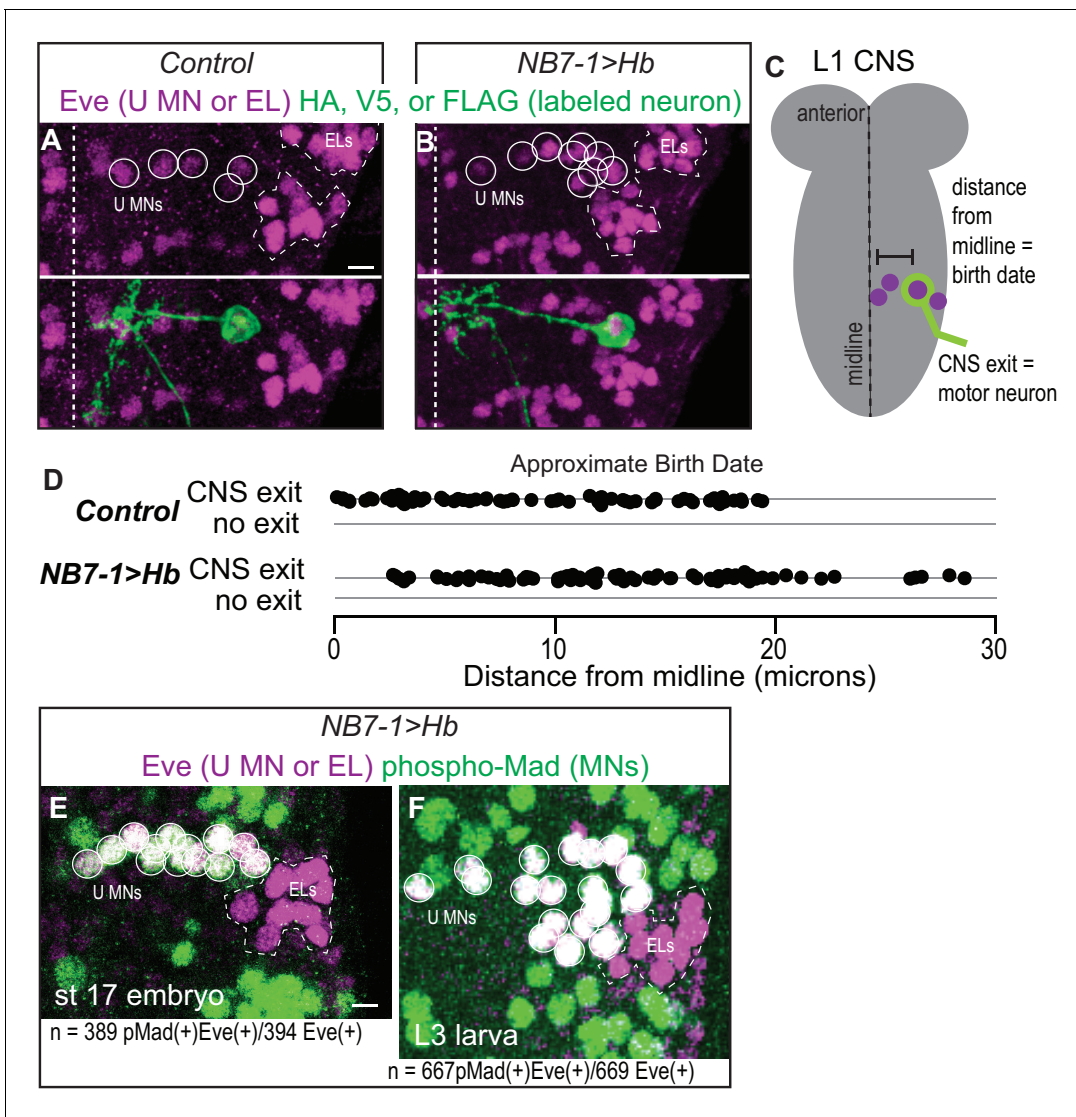 Control
NB7-1>Hb
Eve (U MN or EL) HA, V5, or FLAG (labeled neuron)
A
ELs
U MNs
B
ELs
U MNs
C
L1 CNS
anterior
distance
from
midline =
birth date
midline
CNS exit =
motor neuron
D
Approximate Birth Date
Control
CNS exit
no exit
NB7-1>Hb
CNS exit
no exit
0
10
20
30
Distance from midline (microns)
NB7-1>Hb
Eve (U MN or EL) phospho-Mad (MNs)
E
U MNs
ELs
st 17 embryo
n = 389 pMad(+)Eve(+)/394 Eve(+)
F
U MNs
ELs
L3 larva
n = 667pMad(+)Eve(+)/669 Eve(+)